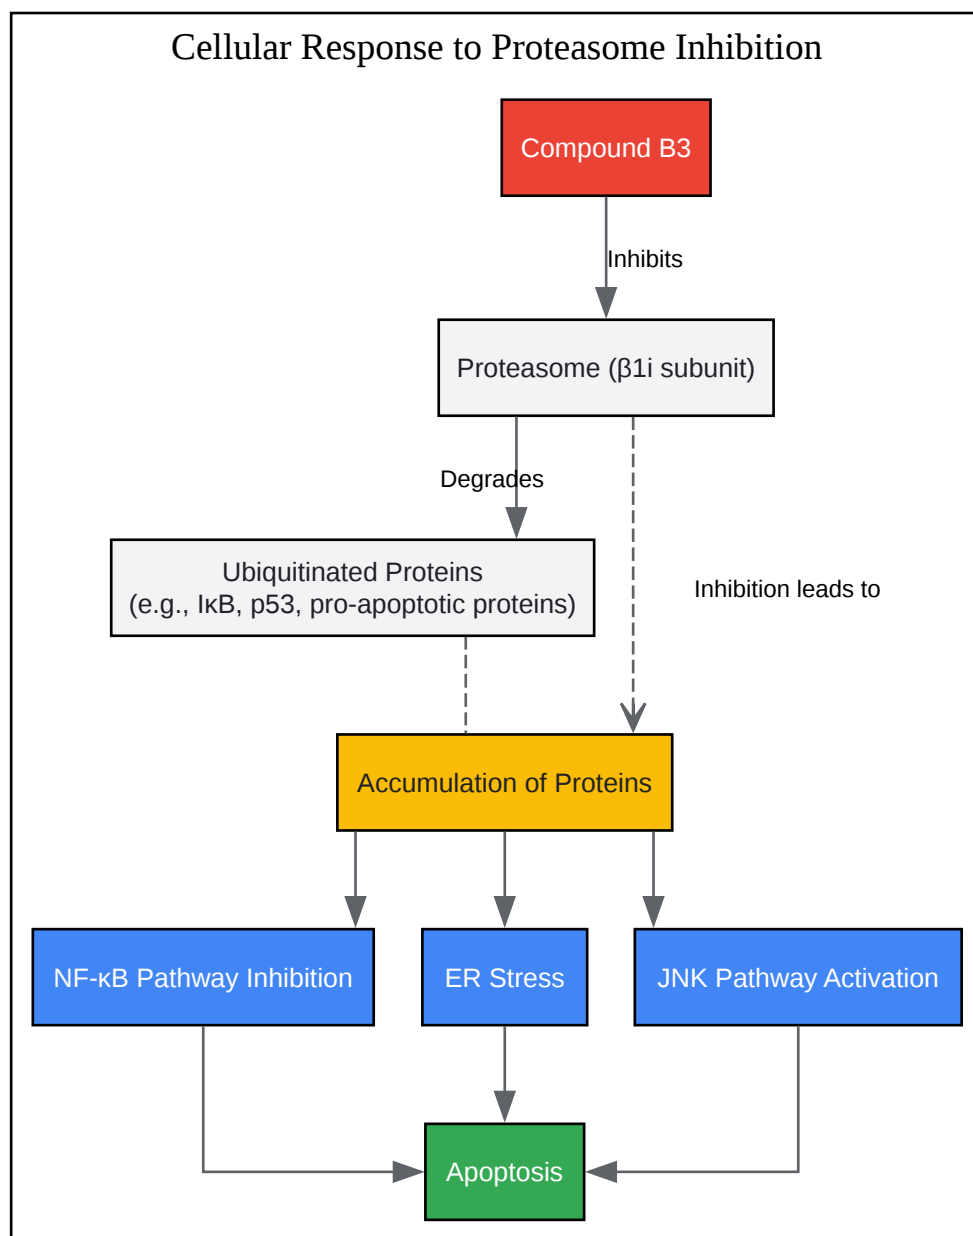 Cellular Response to Proteasome Inhibition
Compound B3
Inhibits
Proteasome (β1i subunit)
Degrades
Ubiquitinated Proteins
(e.g., IκB, p53, pro-apoptotic proteins)
Inhibition leads to
Accumulation of Proteins
NF-κB Pathway Inhibition
ER Stress
JNK Pathway Activation
Apoptosis